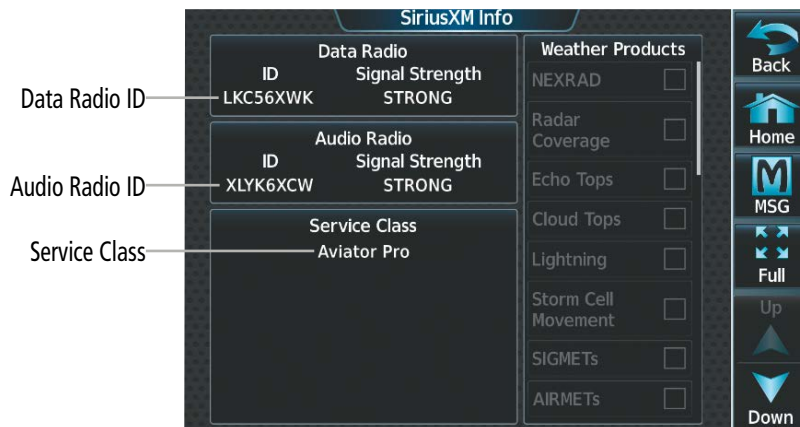 SiriusXM Info
Data Radio
ID Signal Strength
LKC56XWK STRONG
Audio Radio
ID Signal Strength
XLYK6XCW STRONG
Service Class
Aviator Pro
Weather Products
NEXRAD
Radar
Coverage
Echo Tops
Cloud Tops
Lightning
Storm Cell
Movement
SIGMETs
AIRMETs
Back
Home
MSG
Full
Up
Down
Data Radio ID
Audio Radio ID
Service Class